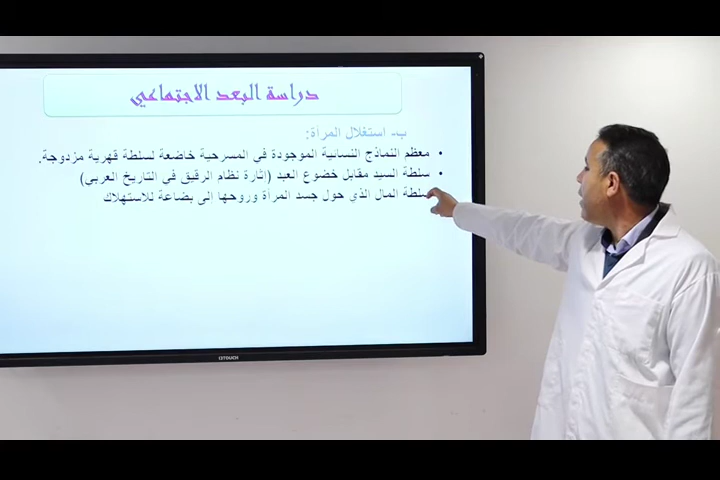 دراسة البعد الاجتماعي
ب- استغلال المرأة:
• معظم النماذج النسائية الموجودة في المسرحية خاضعة لسلطة قهرية مزدوجة.
• سلطة السيد مقابل خضوع العبد (اثارة نظام الرقيق في التاريخ العربي)
سلطة المال الذي حول جسد المرأة وروحها الى بضاعة للاستهلاك
CITOUCH